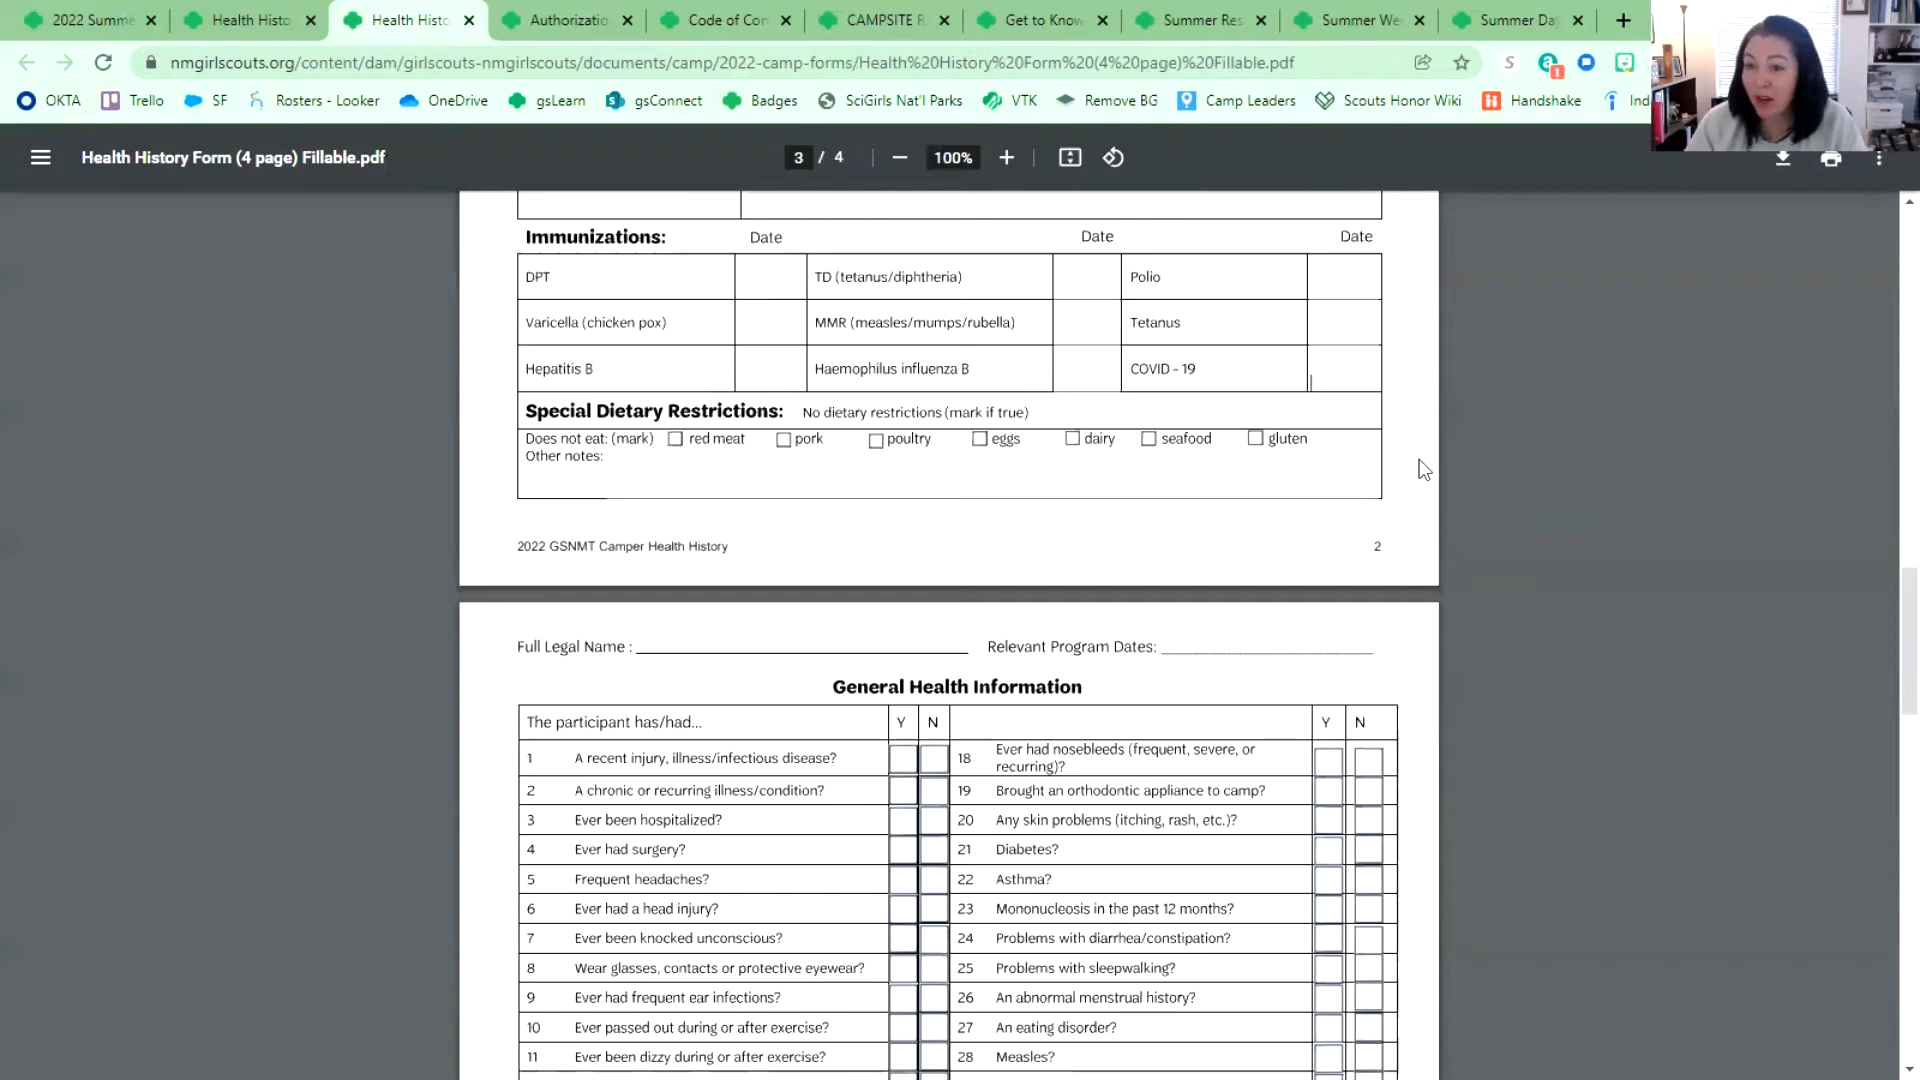 2022 Summe
Health Histo
Health Histo
Authorizatio
Code of Con
CAMPSITE R
Get to Know
Summer Res
Summer We
Summer Da
nmgirlscouts.org/content/dam/girlscouts-nmgirlscouts/documents/camp/2022-camp-forms/Health%20History%20Form%20(4%20page)%20Fillable.pdf
OKTA Trello SF Rosters - Looker OneDrive gsLearn gsConnect Badges SciGirls Nat'l Parks VTK Remove BG Camp Leaders Scouts Honor Wiki Handshake Ind
Health History Form (4 page) Fillable.pdf
3 / 4
100%
Immunizations: Date Date Date
DPT TD (tetanus/diphtheria) Polio
Varicella (chicken pox) MMR (measles/mumps/rubella) Tetanus
Hepatitis B Haemophilus influenza B COVID - 19
Special Dietary Restrictions: No dietary restrictions (mark if true)
Does not eat: (mark) red meat pork poultry eggs dairy seafood gluten
Other notes:
2022 GSNMT Camper Health History 2
Full Legal Name : Relevant Program Dates:
General Health Information
The participant has/had... Y N Y N
1 A recent injury, illness/infectious disease? 18 Ever had nosebleeds (frequent, severe, or
recurring)?
2 A chronic or recurring illness/condition? 19 Brought an orthodontic appliance to camp?
3 Ever been hospitalized? 20 Any skin problems (itching, rash, etc.)?
4 Ever had surgery? 21 Diabetes?
5 Frequent headaches? 22 Asthma?
6 Ever had a head injury? 23 Mononucleosis in the past 12 months?
7 Ever been knocked unconscious? 24 Problems with diarrhea/constipation?
8 Wear glasses, contacts or protective eyewear? 25 Problems with sleepwalking?
9 Ever had frequent ear infections? 26 An abnormal menstrual history?
10 Ever passed out during or after exercise? 27 An eating disorder?
11 Ever been dizzy during or after exercise? 28 Measles?